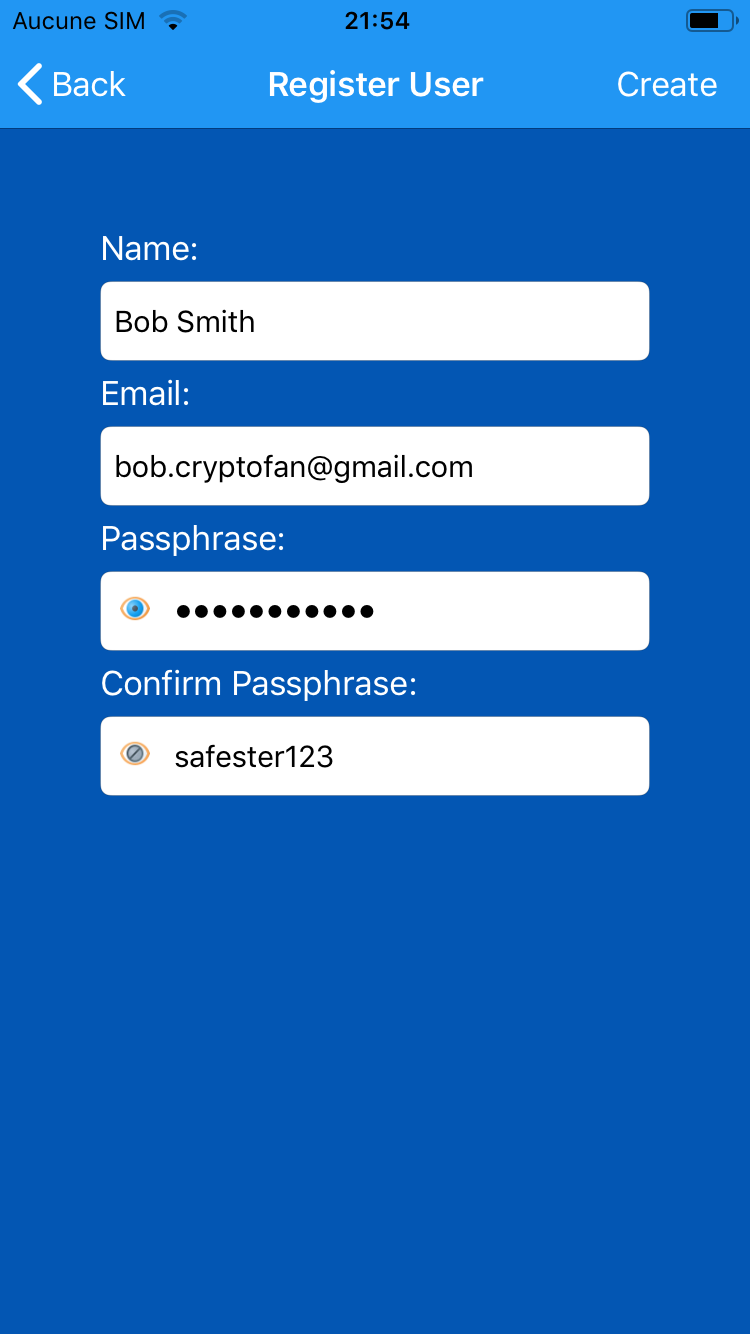 Aucune SIM 21:54
Back Register User Create
Name:
Bob Smith
Email:
bob.cryptofan@gmail.com
Passphrase:
●●●●●●●●●●●
Confirm Passphrase:
safester123